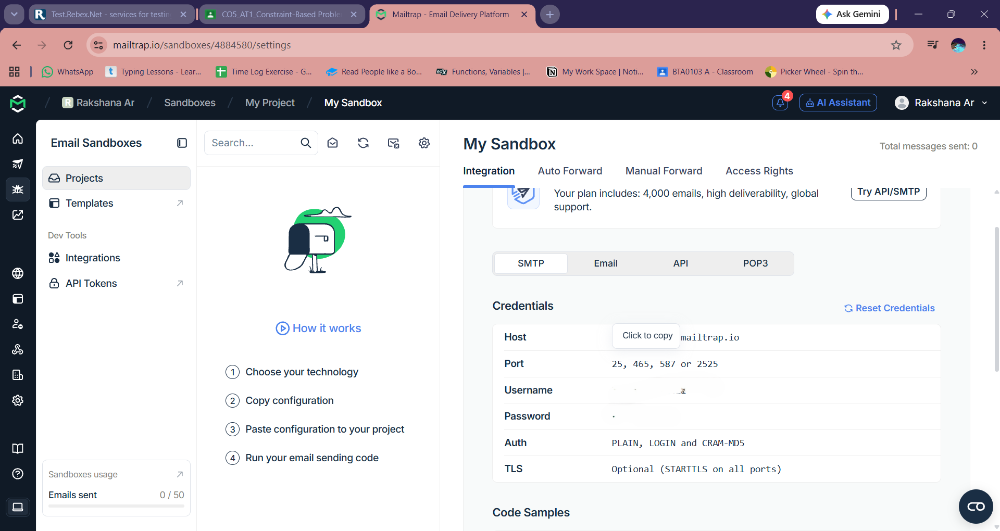 Test.Rebex.Net - services for testin
CO5_AT1_Constraint-Based Proble
Mailtrap - Email Delivery Platform
Ask Gemini
mailtrap.io/sandboxes/4884580/settings
WhatsApp
Typing Lessons - Lear...
Time Log Exercise - G...
Read People like a Bo...
edX
Functions, Variables |...
My Work Space | Noti...
BTA0103 A - Classroom
Picker Wheel - Spin th...
/ R Rakshana Ar / Sandboxes / My Project / My Sandbox
4
AI Assistant
Rakshana Ar
Email Sandboxes
Projects
Templates
Dev Tools
Integrations
API Tokens
Sandboxes usage
Emails sent 0 / 50
Search...
How it works
1 Choose your technology
2 Copy configuration
3 Paste configuration to your project
4 Run your email sending code
My Sandbox
Total messages sent: 0
Integration Auto Forward Manual Forward Access Rights
Your plan includes: 4,000 emails, high deliverability, global
support.
Try API/SMTP
SMTP Email API POP3
Credentials
Reset Credentials
Click to copy
Host mailtrap.io
Port 25, 465, 587 or 2525
Username
Password
Auth PLAIN, LOGIN and CRAM-MD5
TLS Optional (STARTTLS on all ports)
Code Samples